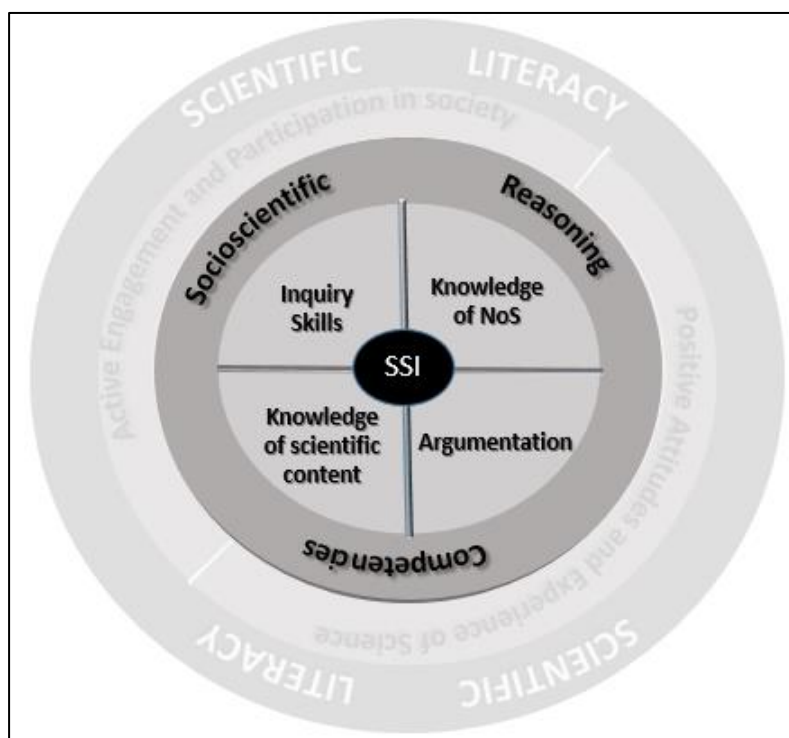 SCIENTIFIC LITERACY
Active Engagement and Participation in society
Socioscientific Reasoning
Inquiry
Skills
Knowledge
of NoS
SSI
Knowledge
of scientific
content
Argumentation
Competencies
Positive Attitudes and Experience of Science
SCIENTIFIC LITERACY